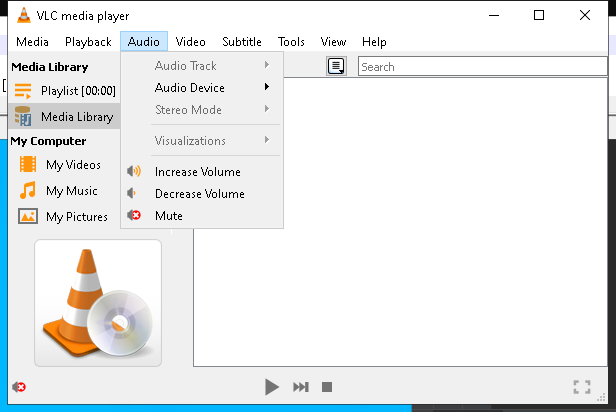 VLC media player
Media Playback Audio Video Subtitle Tools View Help
Media Library
Playlist [00:00]
Media Library
My Computer
My Videos
My Music
My Pictures
Audio Track
Audio Device
Stereo Mode
Visualizations
Increase Volume
Decrease Volume
Mute
Search